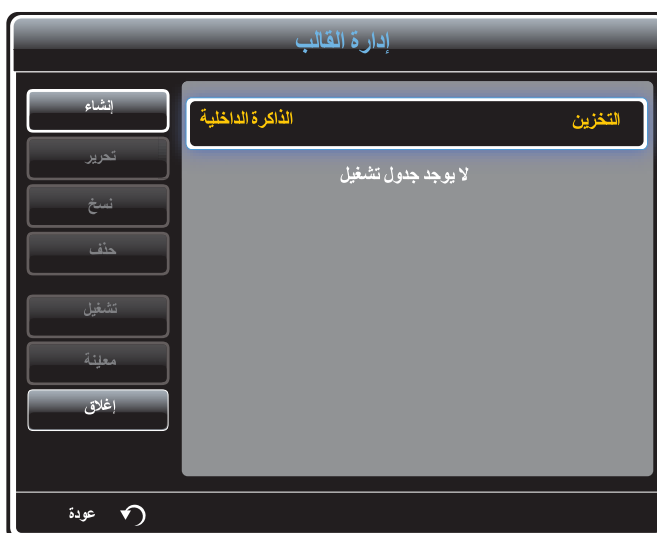 إدارة القالب
التخزين الذاكرة الداخلية
لا يوجد جدول تشغيل
إنشاء
تحرير
نسخ
حذف
تشغيل
معاينة
إغلاق
عودة